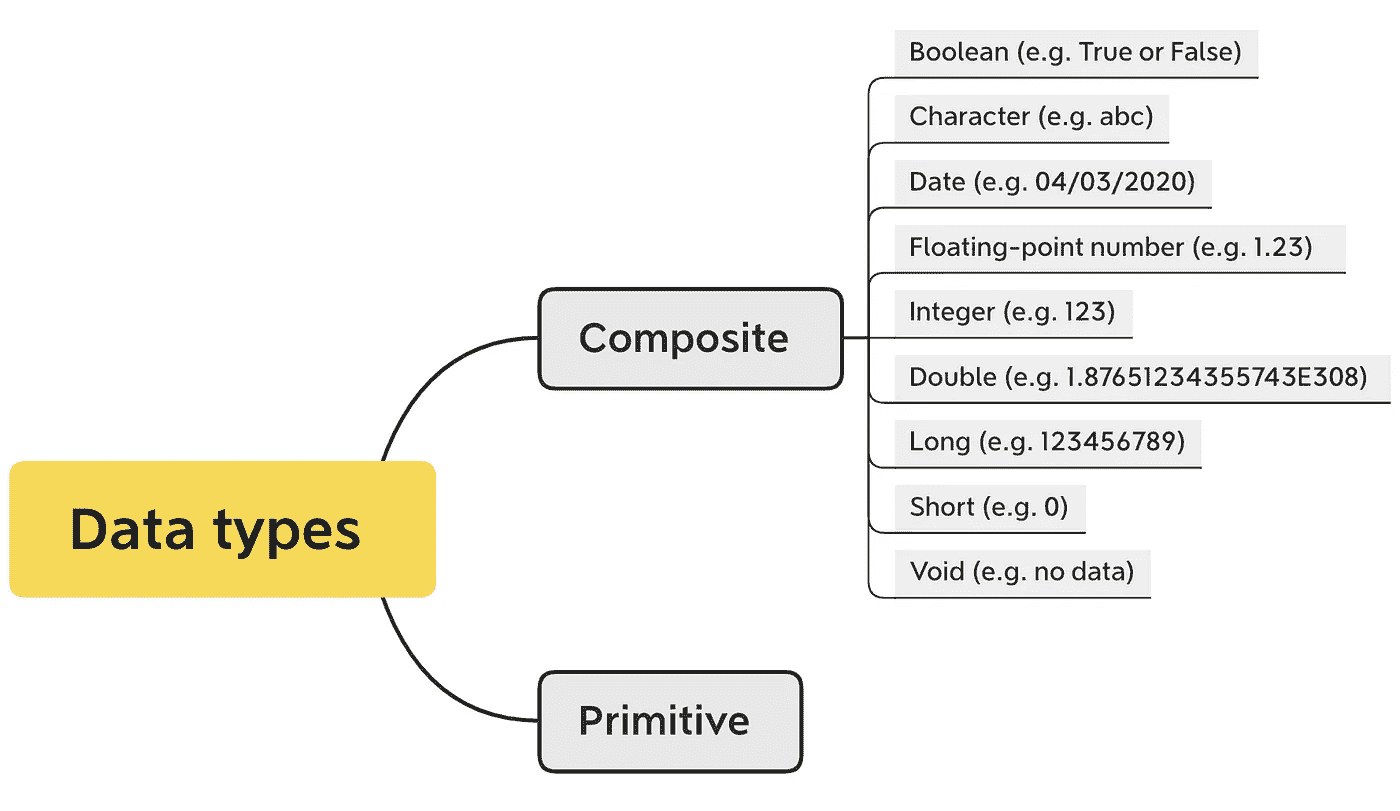 Boolean (e.g. True or False)
Character (e.g. abc)
Date (e.g. 04/03/2020)
Floating-point number (e.g. 1.23)
Composite
Integer (e.g. 123)
Double (e.g. 1.87651234355743E308)
Long (e.g. 123456789)
Data types
Short (e.g. 0)
Void (e.g. no data)
Primitive